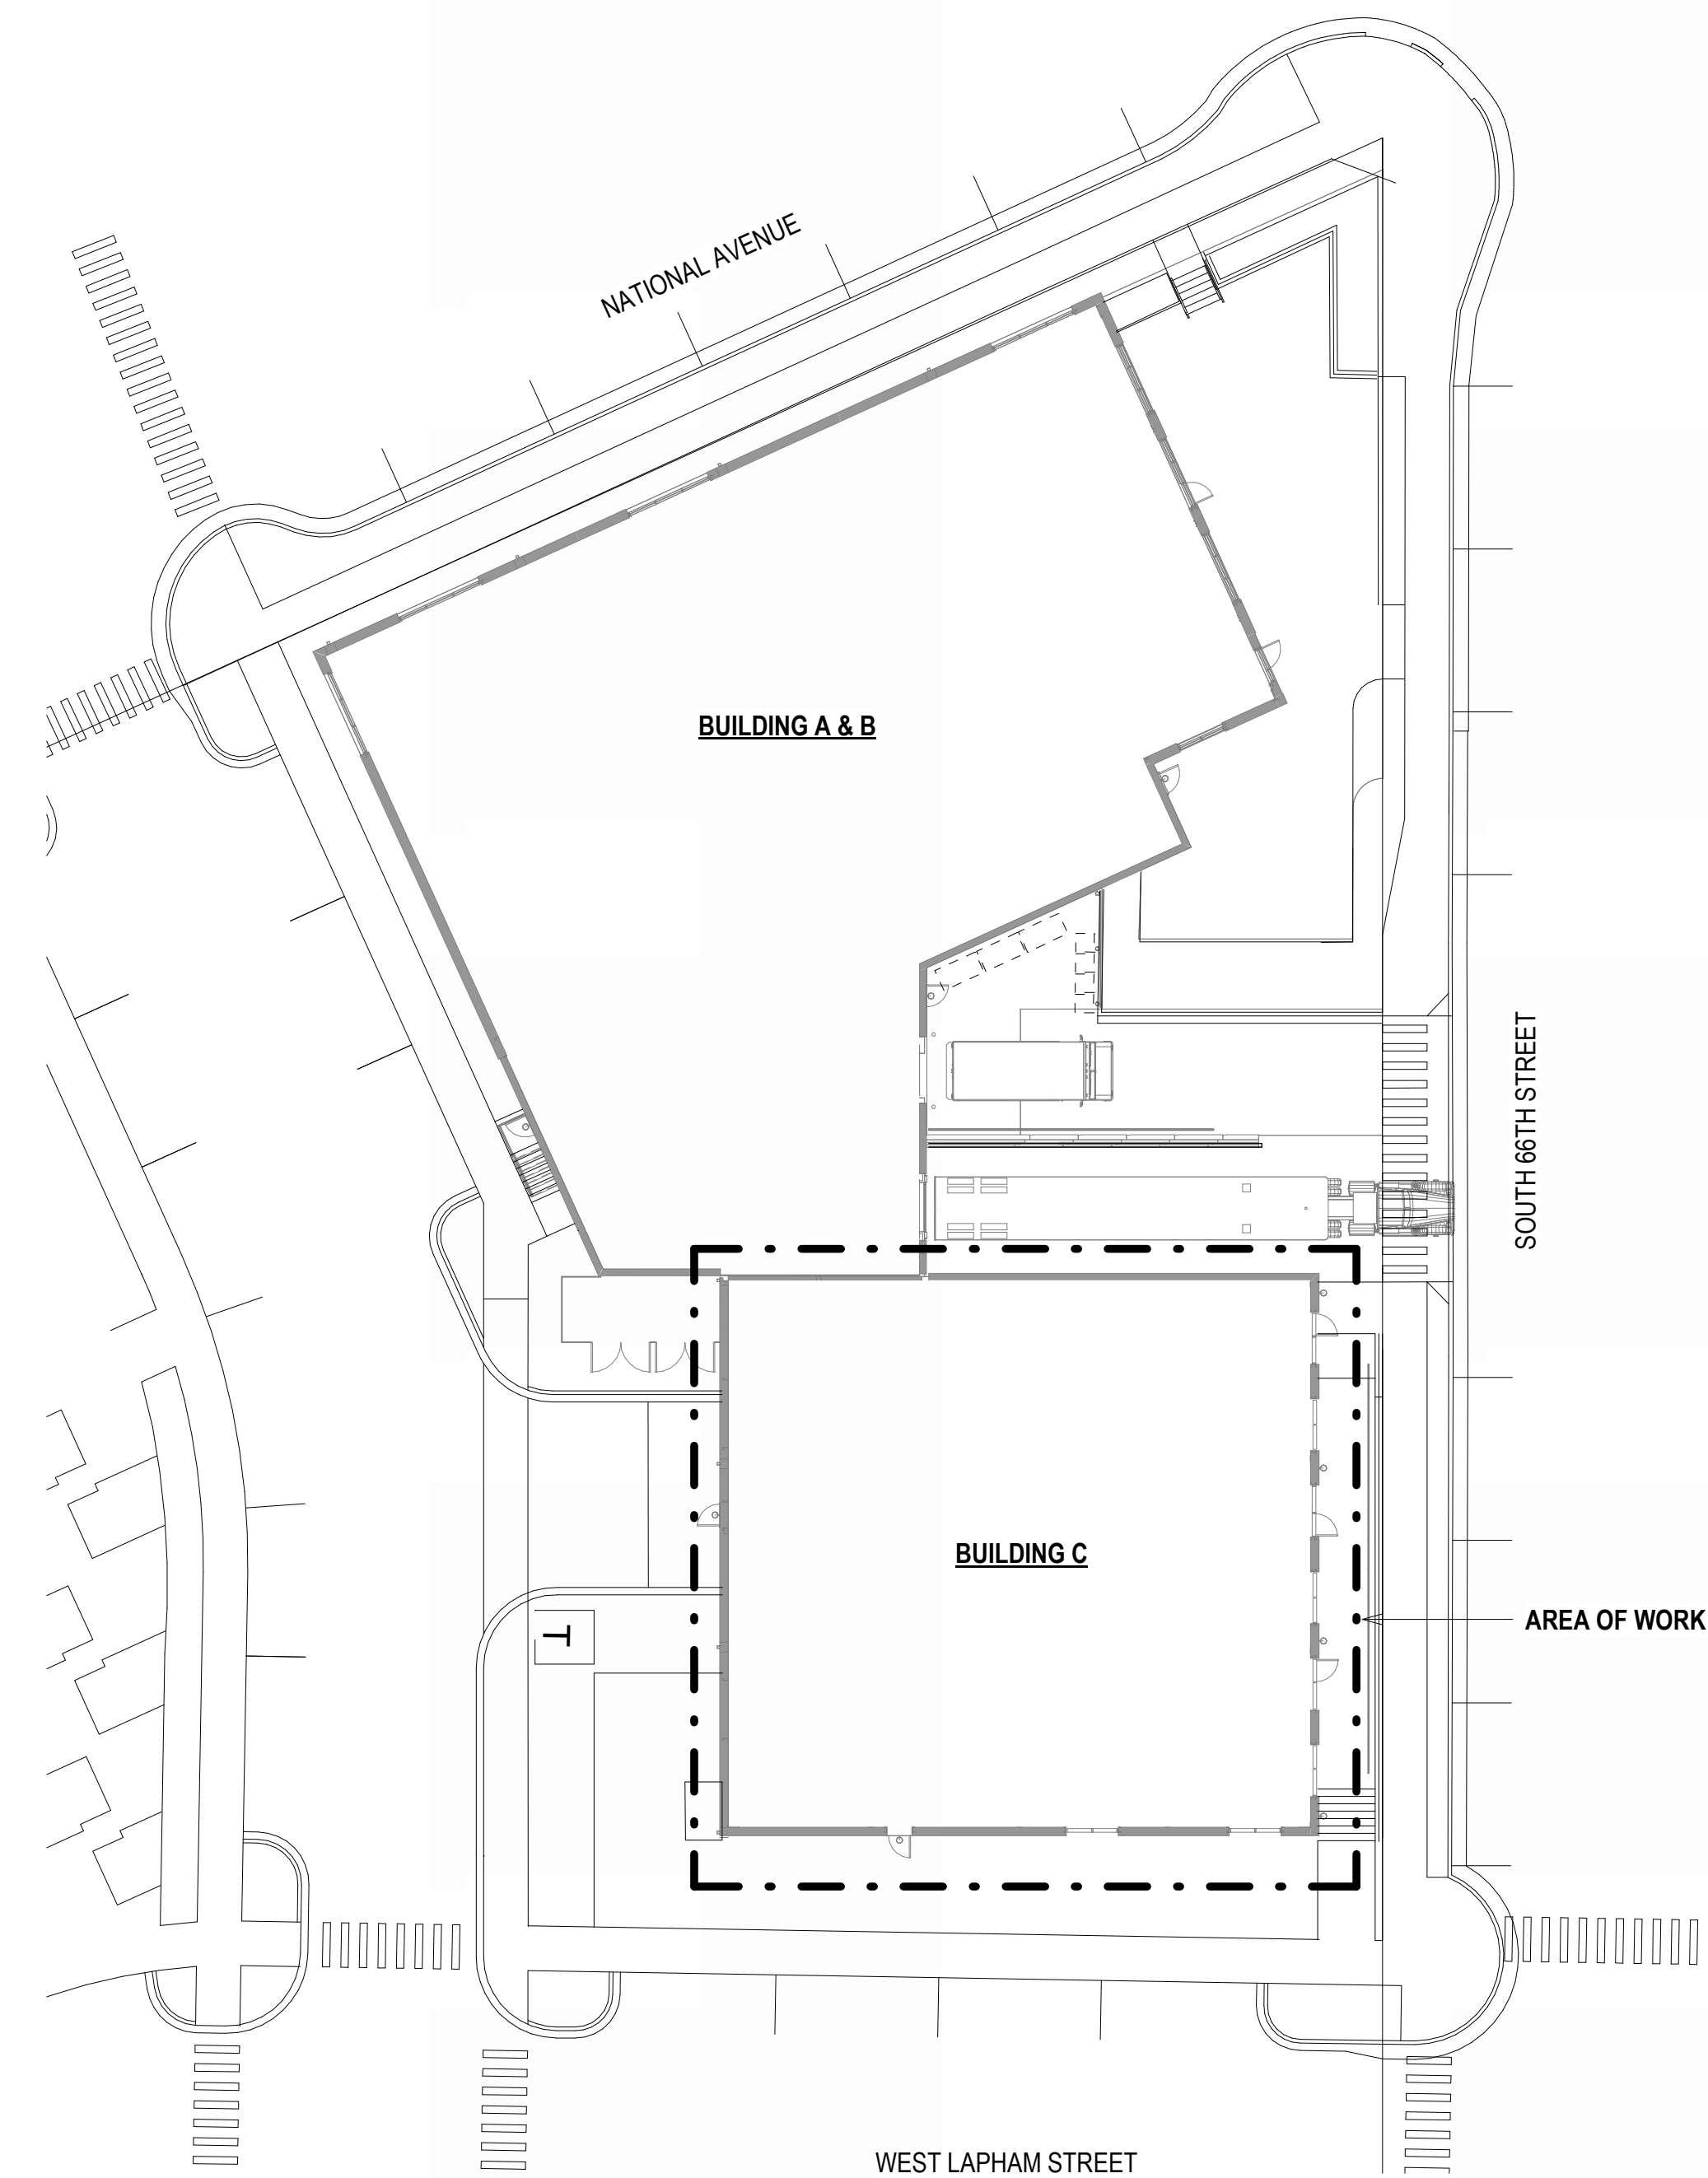 NATIONAL AVENUE
BUILDING A & B
SOUTH 66TH STREET
BUILDING C
AREA OF WORK
T
WEST LAPHAM STREET